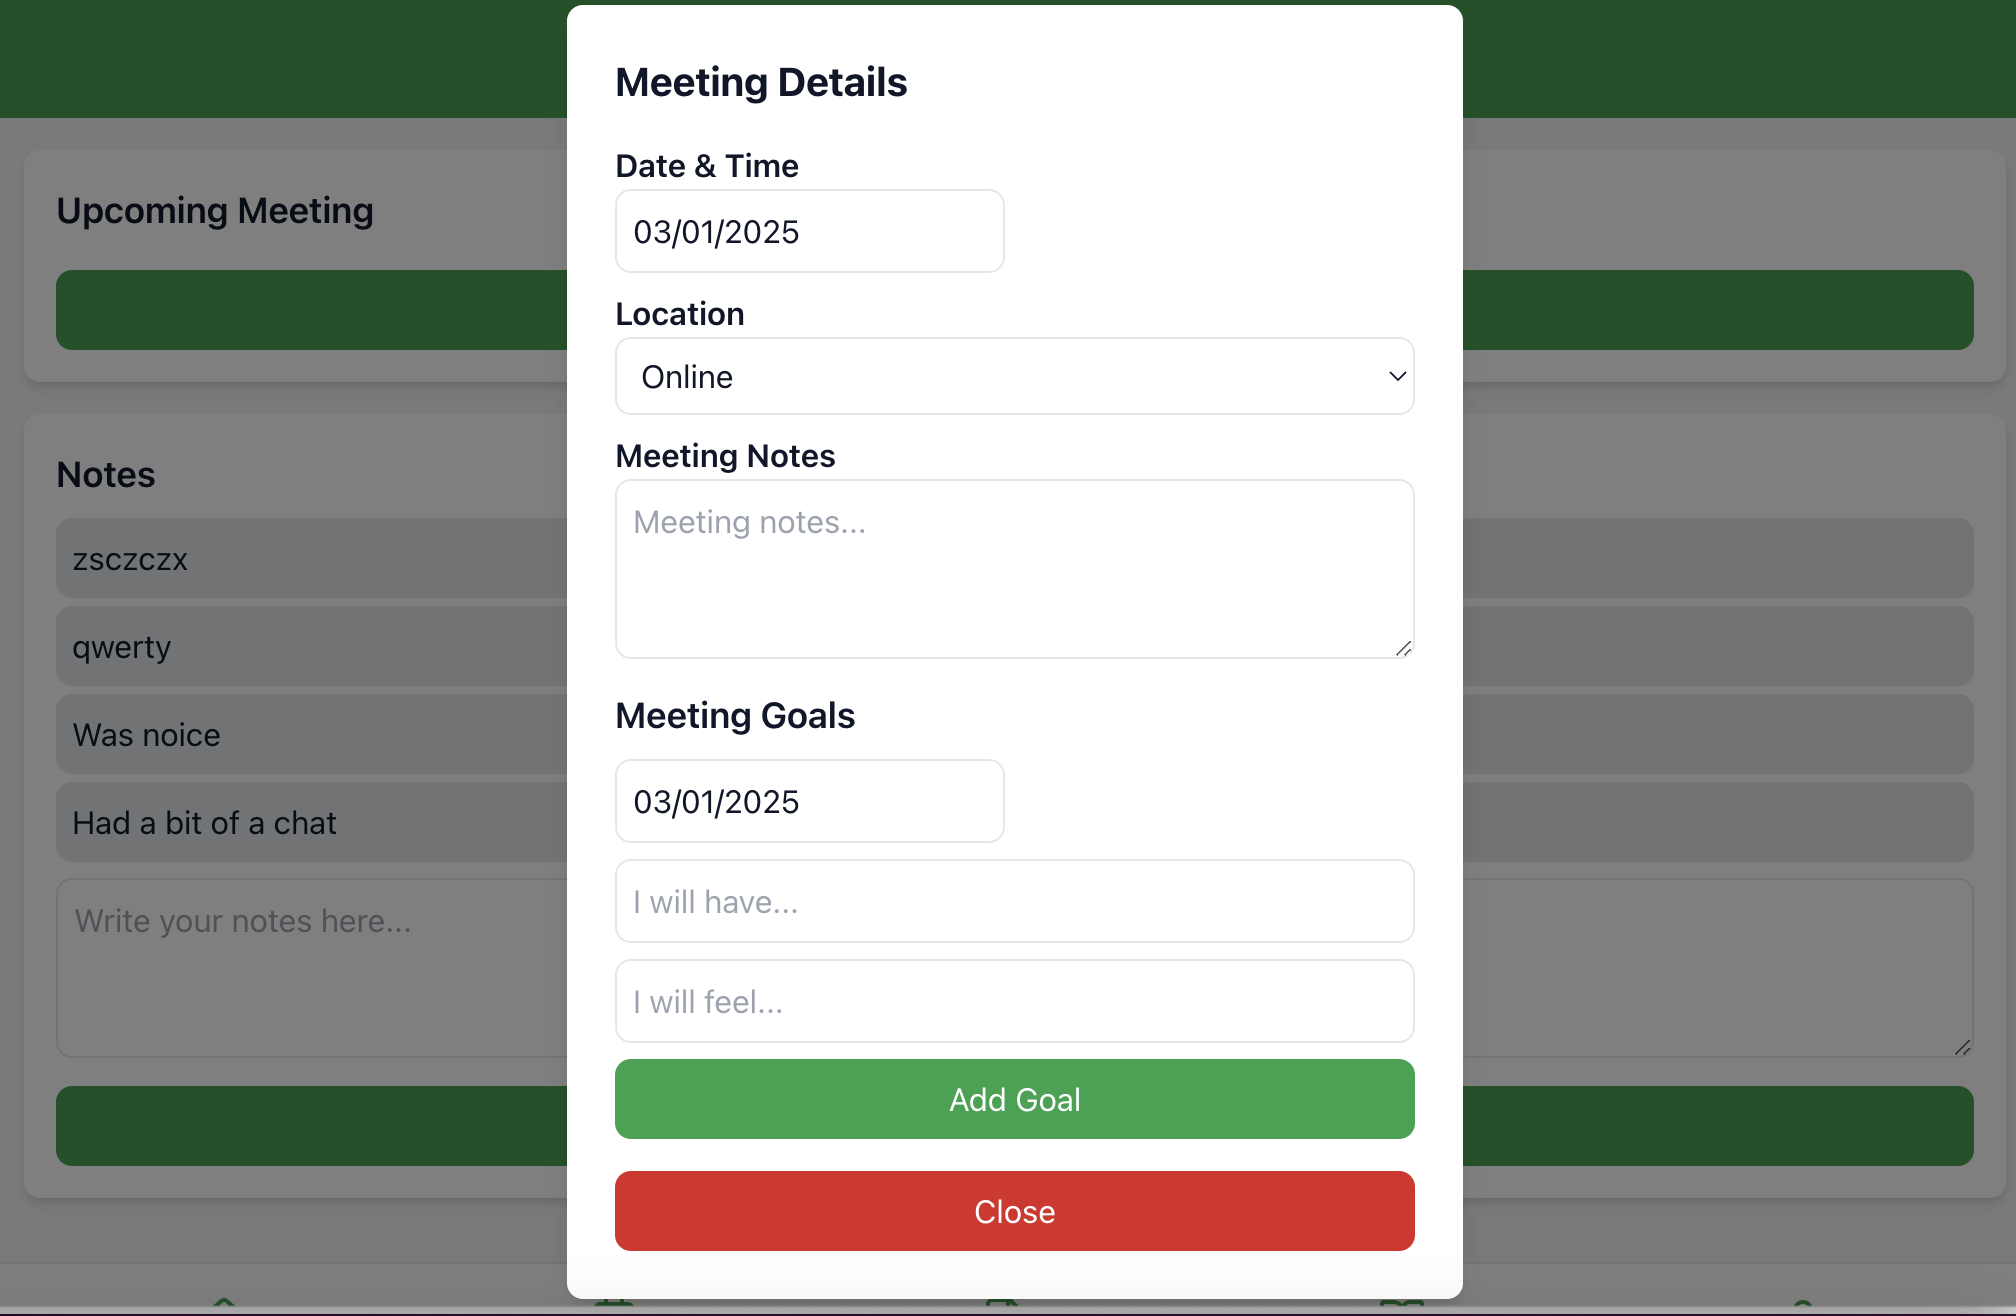 Meeting Details
Date & Time
03/01/2025
Location
Online
Meeting Notes
Meeting notes...
Meeting Goals
03/01/2025
I will have...
I will feel...
Add Goal
Close
Upcoming Meeting
Notes
zsczczx
qwerty
Was noice
Had a bit of a chat
Write your notes here...